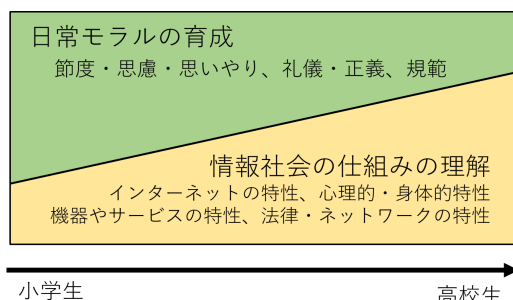 日常モラルの育成
節度・思慮・思いやり、礼儀・正義、規範
情報社会の仕組みの理解
インターネットの特性、心理的・身体的特性
機器やサービスの特性、法律・ネットワークの特性
小学生
高校生